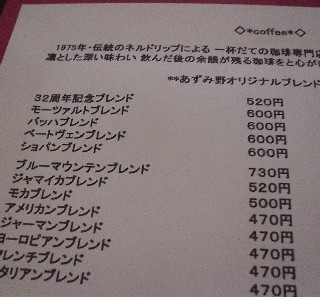 ◇*coffee*◇
1975年・伝統のネルドリップによる 一杯だての珈琲専門店
凛とした深い味わい 飲んだ後の余韻が残る珈琲を心が
**あずみ野オリジナルブレンド
32周年記念ブレンド 520円
モーツァルトブレンド 600円
バッハブレンド 600円
ベートヴェンブレンド 600円
ショパンブレンド 600円
ブルーマウンテンブレンド 730円
ジャマイカブレンド 520円
モカブレンド 500円
アメリカンブレンド 470円
ジャーマンブレンド 470円
ヨーロピアンブレンド 470円
フレンチブレンド 470円
タリアンブレンド 470円